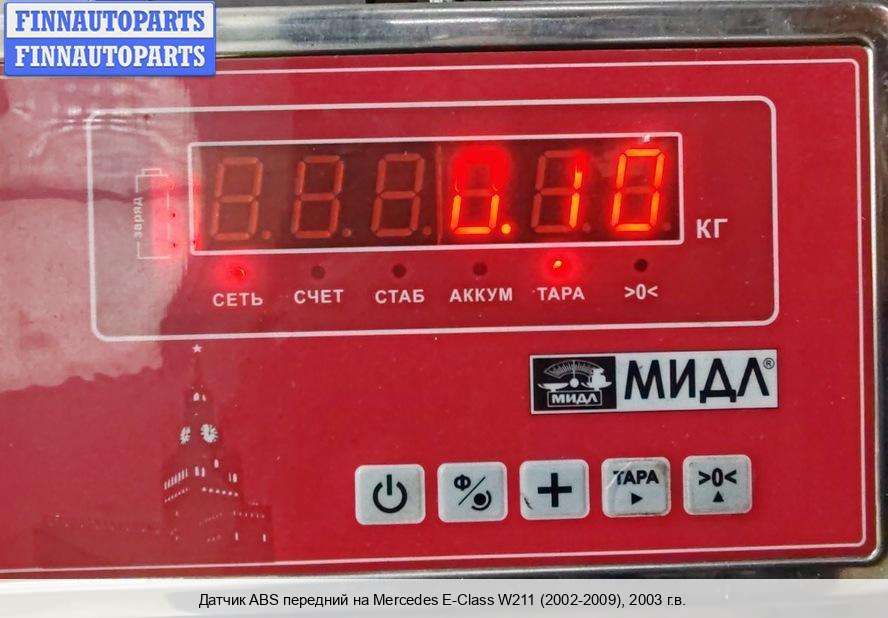 FINNAUTOPARTS
FINNAUTOPARTS
заряд
0.10 КГ
СЕТЬ СЧЕТ СТАБ АККУМ ТАРА >0<
МИДЛ МИДЛ®
Ф/ ТАРА >0<
Датчик ABS передний на Mercedes E-Class W211 (2002-2009), 2003 г.в.